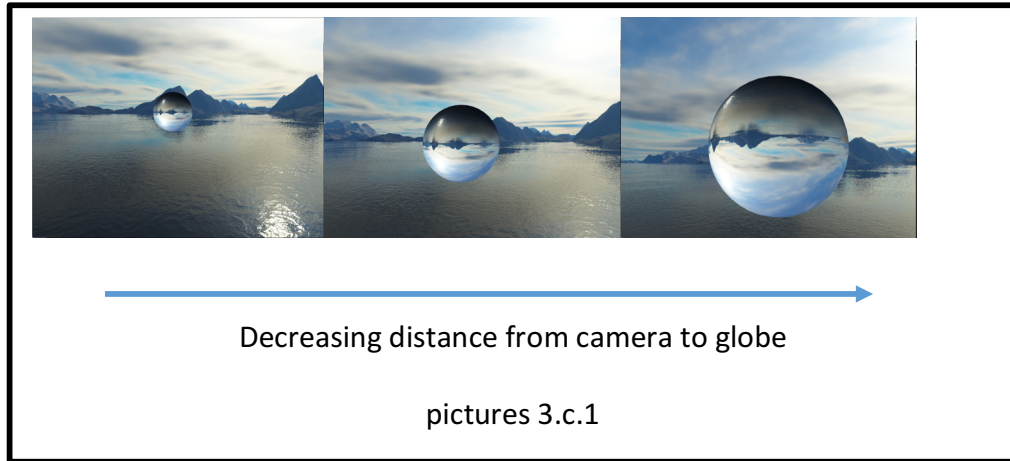 Decreasing distance from camera to globe
pictures 3.c.1